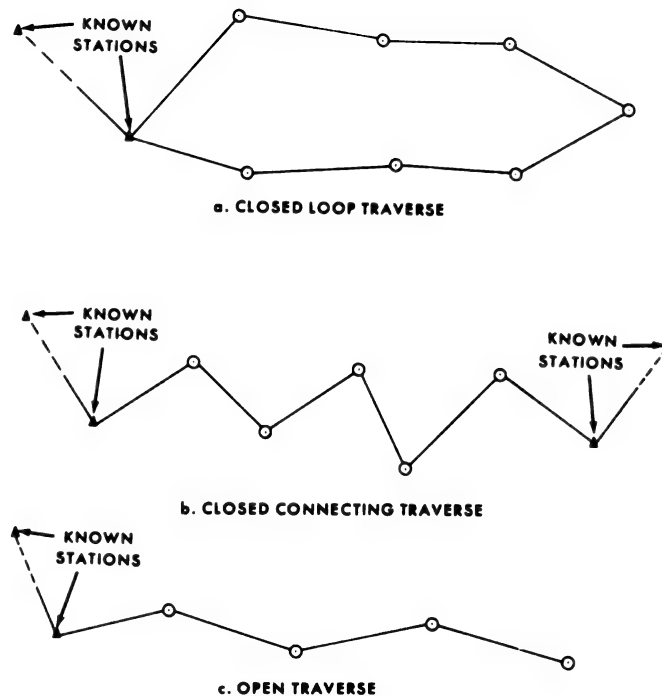 KNOWN
STATIONS
a. CLOSED LOOP TRAVERSE
KNOWN
STATIONS
KNOWN
STATIONS
b. CLOSED CONNECTING TRAVERSE
KNOWN
STATIONS
c. OPEN TRAVERSE